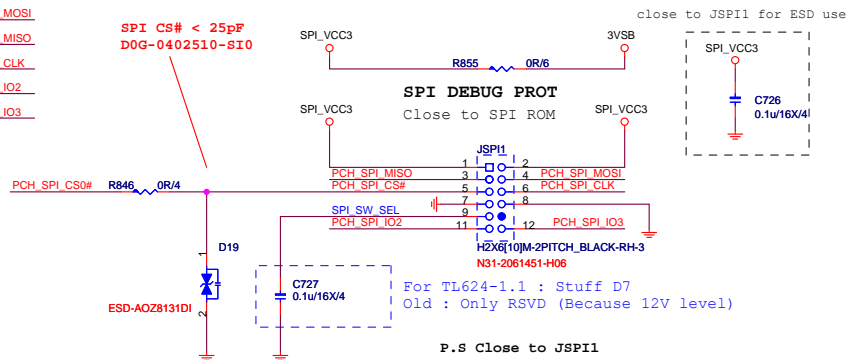 MOSI
MISO
CLK
IO2
IO3
SPI CS# < 25pF
D0G-0402510-SI0
SPI_VCC3
3VSB
R855
0R/6
close to JSPI1 for ESD use
SPI_VCC3
C726
0.1u/16X/4
SPI DEBUG PROT
Close to SPI ROM
SPI_VCC3
SPI_VCC3
JSPI1
1
2
PCH_SPI_MISO
3
4
PCH_SPI_MOSI
PCH_SPI_CS0#
R846
0R/4
PCH_SPI_CS#
5
6
PCH_SPI_CLK
7
8
SPI_SW_SEL
9
PCH_SPI_IO2
11
12
PCH_SPI_IO3
H2X6[10]M-2PITCH_BLACK-RH-3
N31-2061451-H06
1
D19
2
ESD-AOZ8131DI
C727
0.1u/16X/4
For TL624-1.1 : Stuff D7
Old : Only RSVD (Because 12V level)
P.S Close to JSPI1